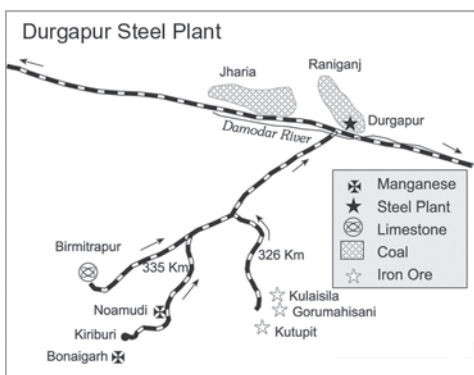 Durgapur Steel Plant
Jharia
Raniganj
Durgapur
Damodar River
Manganese
Steel Plant
Limestone
Coal
Iron Ore
Birmitrapur
335 Km
326 Km
Noamudi
Kiriburi
Bonaigarh
Kulaisila
Gorumahisani
Kutupit